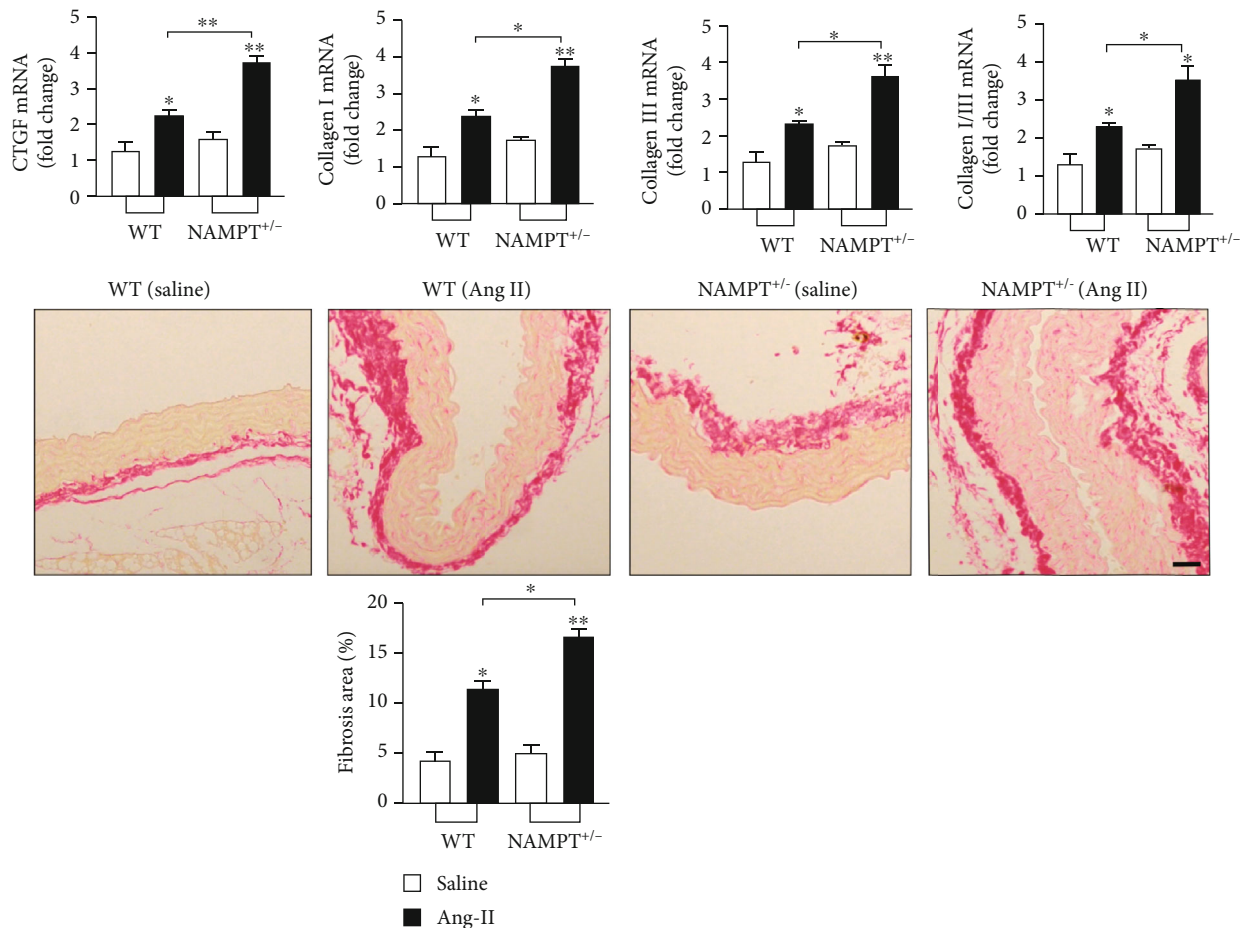 CTGF mRNA
(fold change)
5
4
3
2
1
0
**
**
*
WT
NAMPT+/–
Collagen I mRNA
(fold change)
5
4
3
2
1
0
*
**
*
WT
NAMPT+/–
Collagen III mRNA
(fold change)
5
4
3
2
1
0
*
**
*
WT
NAMPT+/–
Collagen I/III mRNA
(fold change)
5
4
3
2
1
0
*
*
*
WT
NAMPT+/–
WT (saline)
WT (Ang II)
NAMPT+/- (saline)
NAMPT+/- (Ang II)
Fibrosis area (%)
20
15
10
5
0
*
**
*
WT
NAMPT+/–
Saline
Ang-II